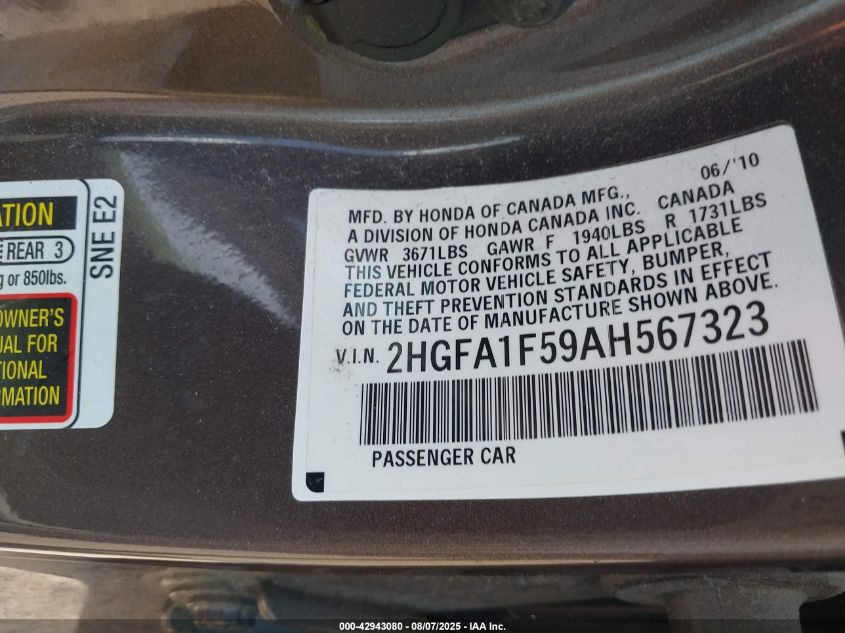 ATION
REAR 3
g or 850lbs.
OWNER'S
UAL FOR
TIONAL
RMATION
SNE E2
06/'10
MFD. BY HONDA OF CANADA MFG.,
A DIVISION OF HONDA CANADA INC. CANADA
GVWR 3671LBS GAWR F 1940LBS R 1731LBS
THIS VEHICLE CONFORMS TO ALL APPLICABLE
FEDERAL MOTOR VEHICLE SAFETY, BUMPER,
AND THEFT PREVENTION STANDARDS IN EFFECT
ON THE DATE OF MANUFACTURE SHOWN ABOVE.
V.I.N. 2HGFA1F59AH567323
PASSENGER CAR
000-42943080 - 08/07/2025 - IAA Inc.